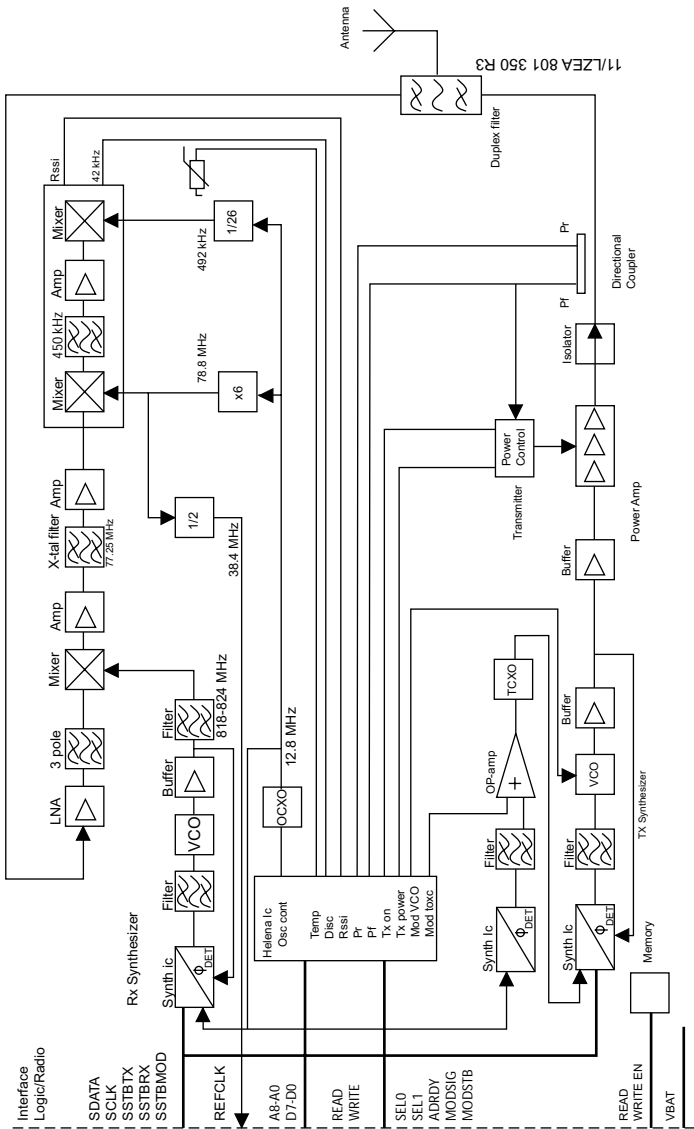 Interface
Logic/Radio
SDATA
SCLK
SSTBTX
SSTBRX
SSTBMOD
REFCLK
A8-A0
D7-D0
READ
WRITE
SEL0
SEL1
ADRDY
MODSIG
MODSTB
READ
WRITE EN
VBAT
LNA
3 pole
Mixer
Amp
X-tal filter
77.25 MHz
Amp
Mixer
450 kHz
Amp
Mixer
Rssi
42 kHz
Rx Synthesizer
Synth ic
φDET
Filter
VCO
Buffer
Filter
818-824 MHz
1/2
38.4 MHz
x6
78.8 MHz
1/26
492 kHz
OCXO
12.8 MHz
Helena Ic
Osc cont
Temp
Disc
Rssi
Pr
Pf
Tx on
Tx power
Mod VCO
Mod toxc
Synth Ic
φDET
Filter
OP-amp
+
TCXO
Power
Control
Transmitter
Pf
Pr
Directional
Coupler
Synth Ic
φDET
Filter
VCO
Buffer
TX Synthesizer
Buffer
Power Amp
Isolator
Memory
Duplex filter
Antenna
11/LZEA 801 350 R3